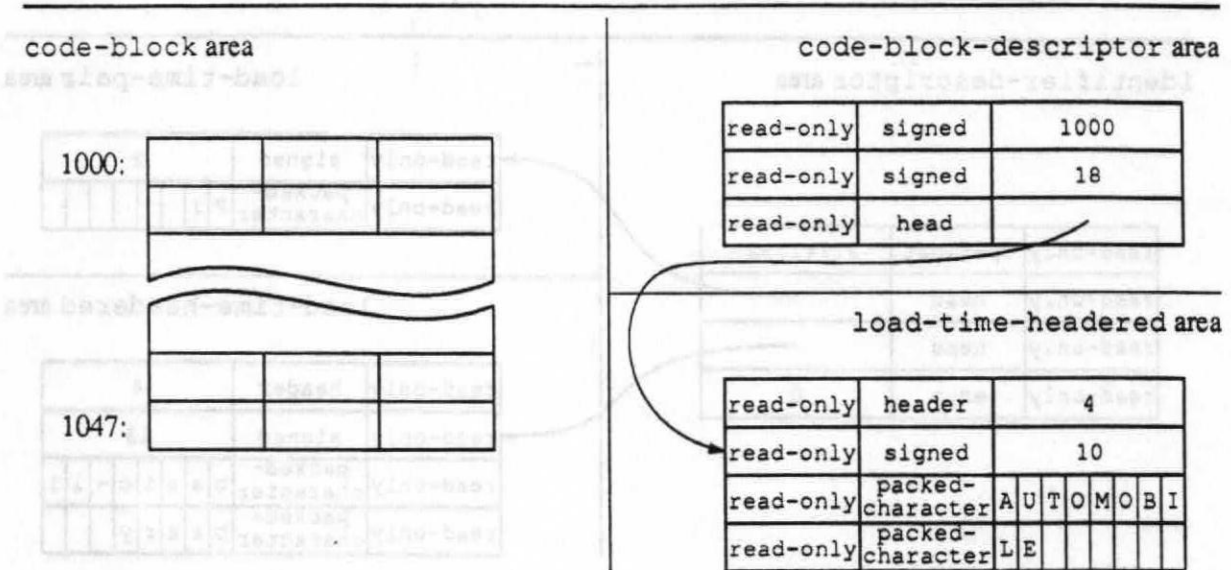 code-block area
1000:
1047:
code-block-descriptor area
read-only signed 1000
read-only signed 18
read-only head
load-time-headered area
read-only header 4
read-only signed 10
read-only packed-character A U T O M O B I
read-only packed-character L E